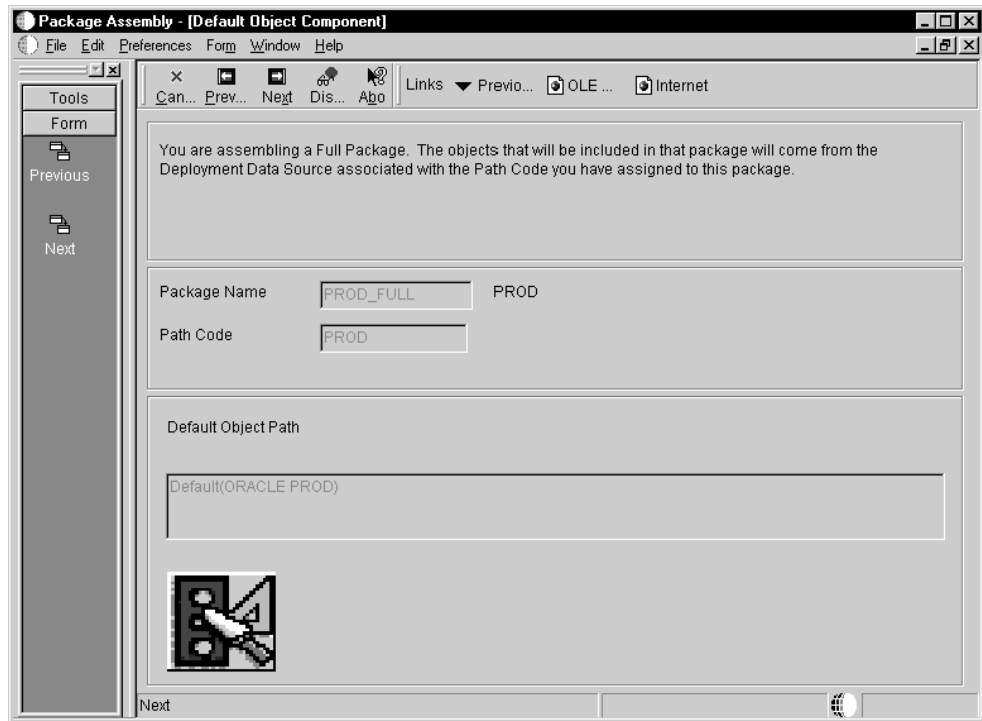 Package Assembly - [Default Object Component]
File Edit Preferences Form Window Help
Tools
Form
Previous
Next
Can... Prev... Next Dis... Abo
Links Previo... OLE ... Internet
You are assembling a Full Package. The objects that will be included in that package will come from the
Deployment Data Source associated with the Path Code you have assigned to this package.
Package Name PROD_FULL PROD
Path Code PROD
Default Object Path
Default(ORACLE PROD)
Next